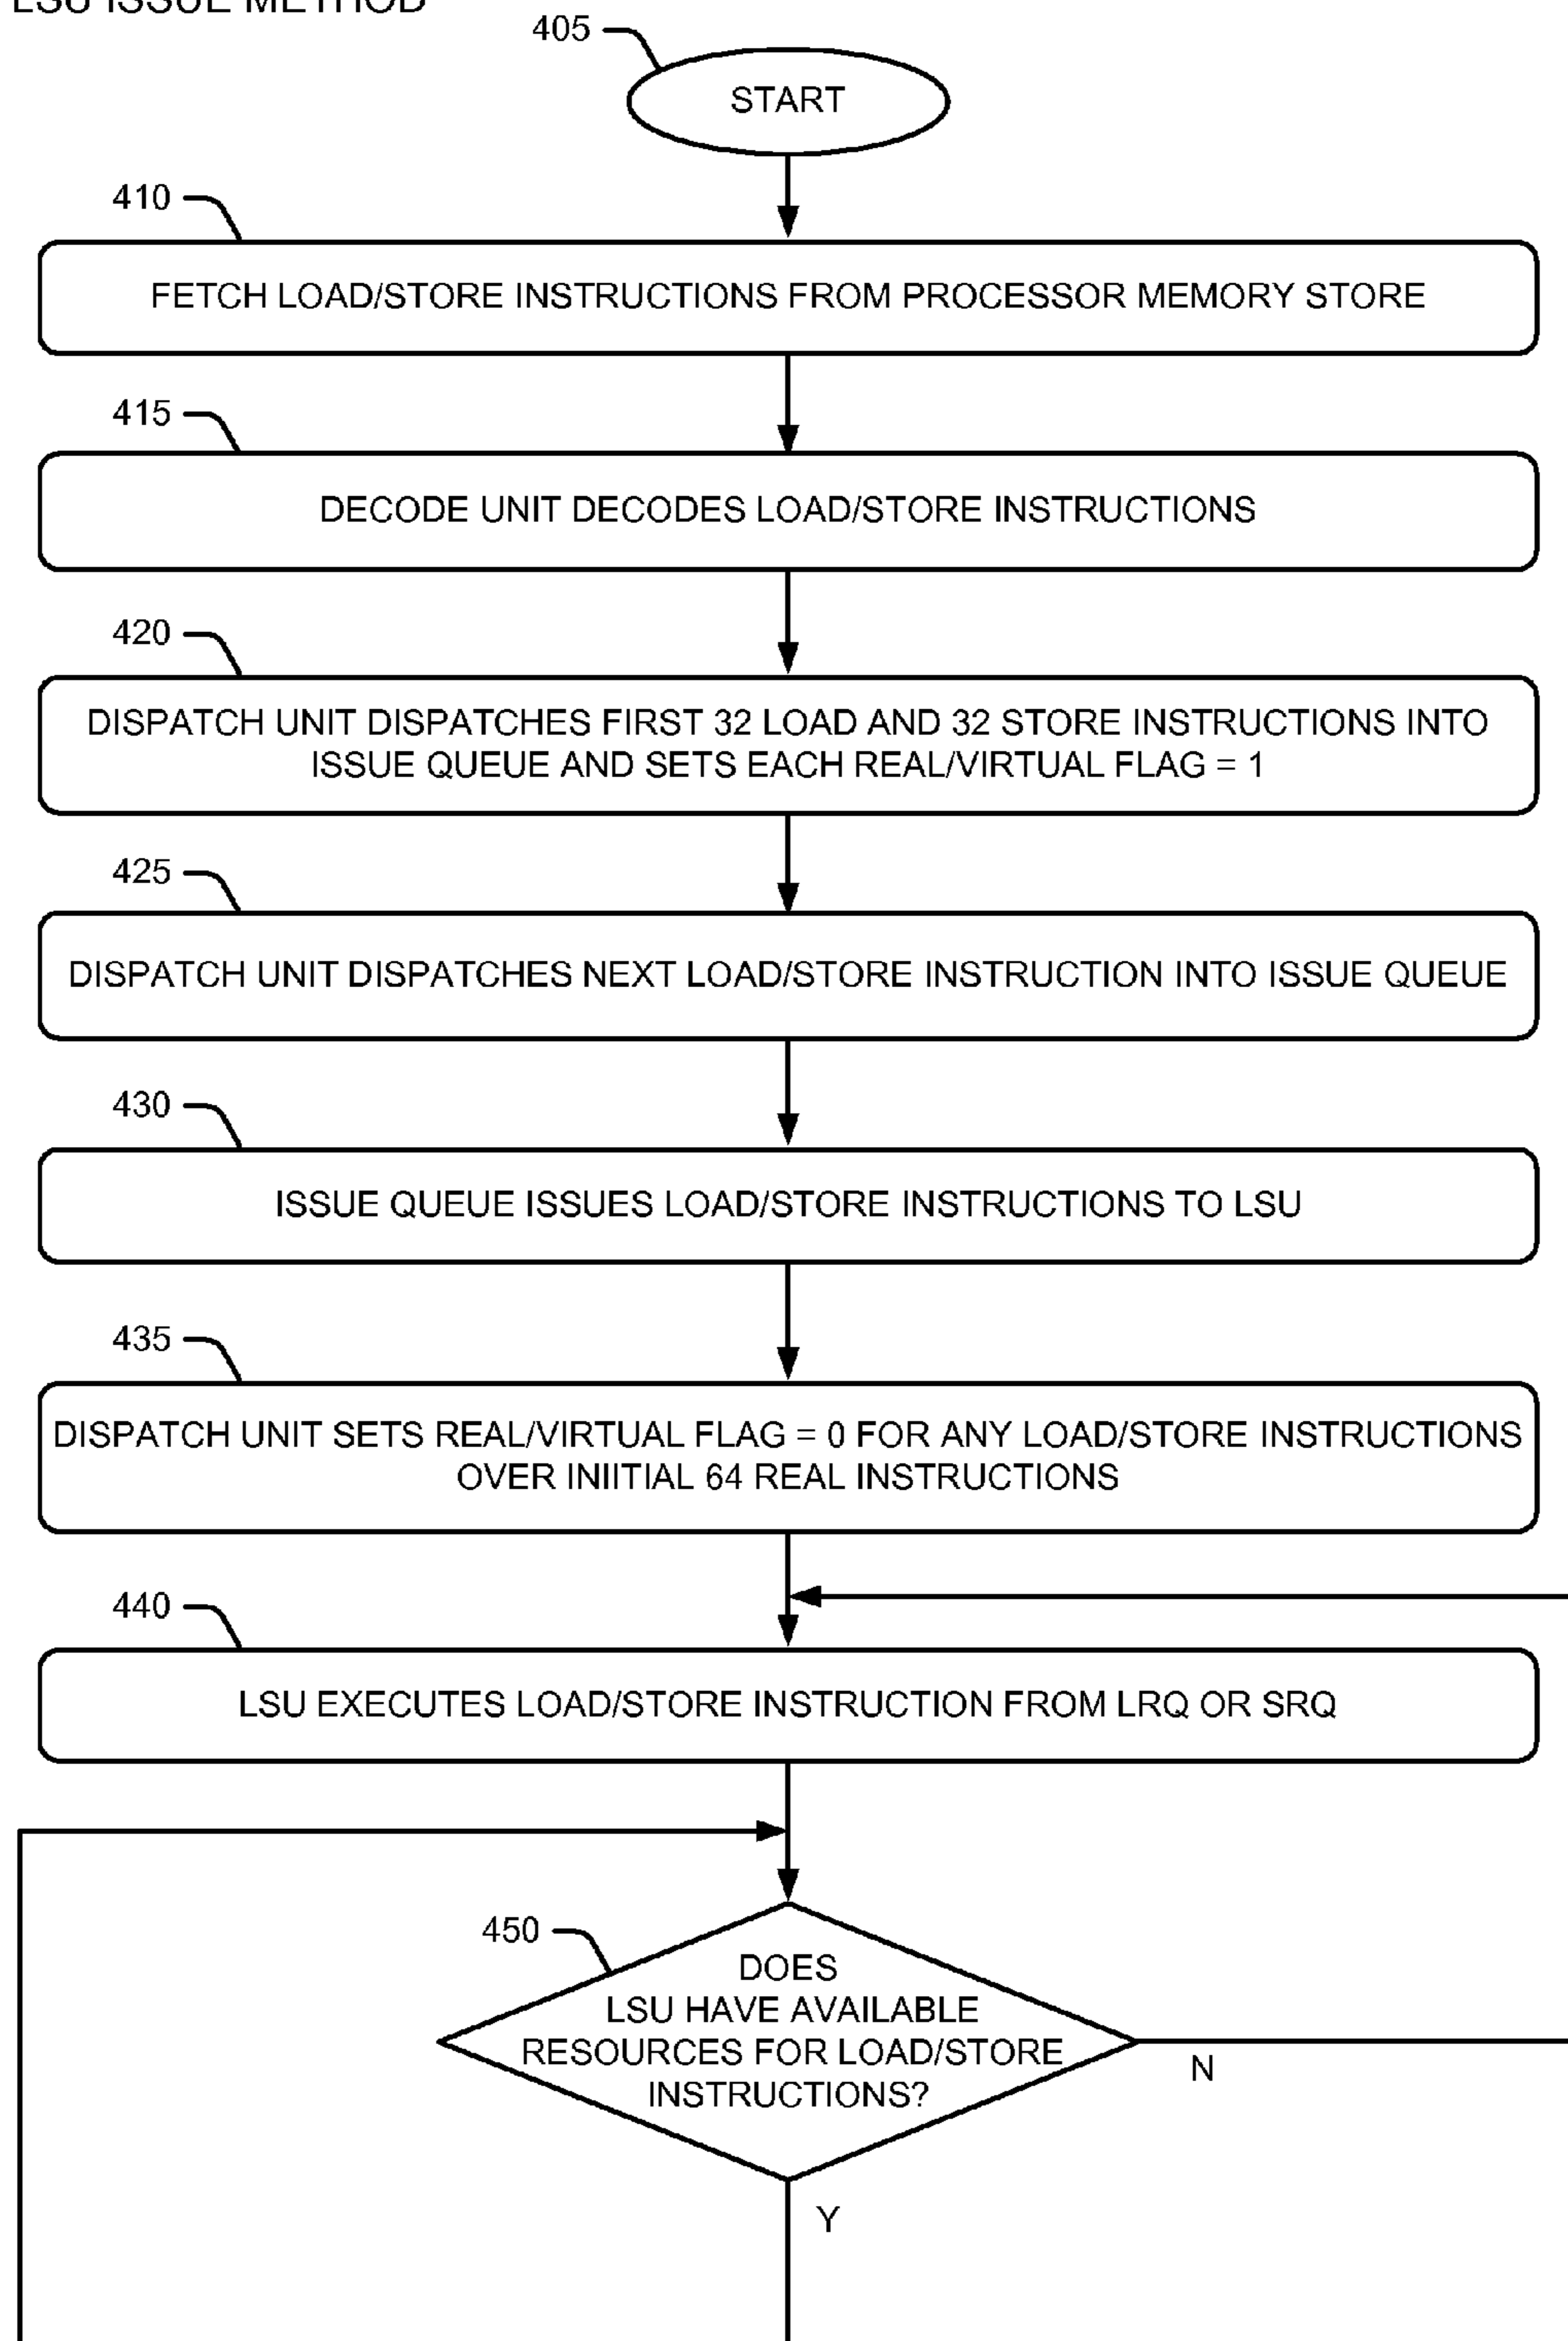 LSU ISSUE METHOD
405
START
410
FETCH LOAD/STORE INSTRUCTIONS FROM PROCESSOR MEMORY STORE
415
DECODE UNIT DECODES LOAD/STORE INSTRUCTIONS
420
DISPATCH UNIT DISPATCHES FIRST 32 LOAD AND 32 STORE INSTRUCTIONS INTO
ISSUE QUEUE AND SETS EACH REAL/VIRTUAL FLAG = 1
425
DISPATCH UNIT DISPATCHES NEXT LOAD/STORE INSTRUCTION INTO ISSUE QUEUE
430
ISSUE QUEUE ISSUES LOAD/STORE INSTRUCTIONS TO LSU
435
DISPATCH UNIT SETS REAL/VIRTUAL FLAG = 0 FOR ANY LOAD/STORE INSTRUCTIONS
OVER INIITIAL 64 REAL INSTRUCTIONS
440
LSU EXECUTES LOAD/STORE INSTRUCTION FROM LRQ OR SRQ
450
DOES
LSU HAVE AVAILABLE
RESOURCES FOR LOAD/STORE
INSTRUCTIONS?
N
Y